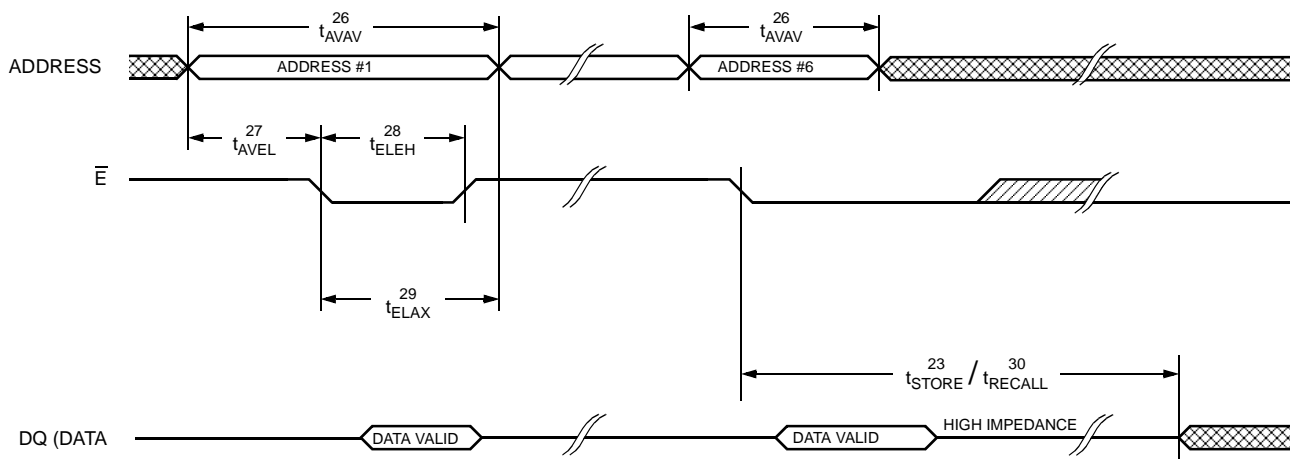 26
tAVAV
26
tAVAV
ADDRESS
ADDRESS #1
ADDRESS #6
27
tAVEL
28
tELEH
E
29
tELAX
23
30
tSTORE / tRECALL
DQ (DATA
DATA VALID
DATA VALID
HIGH IMPEDANCE